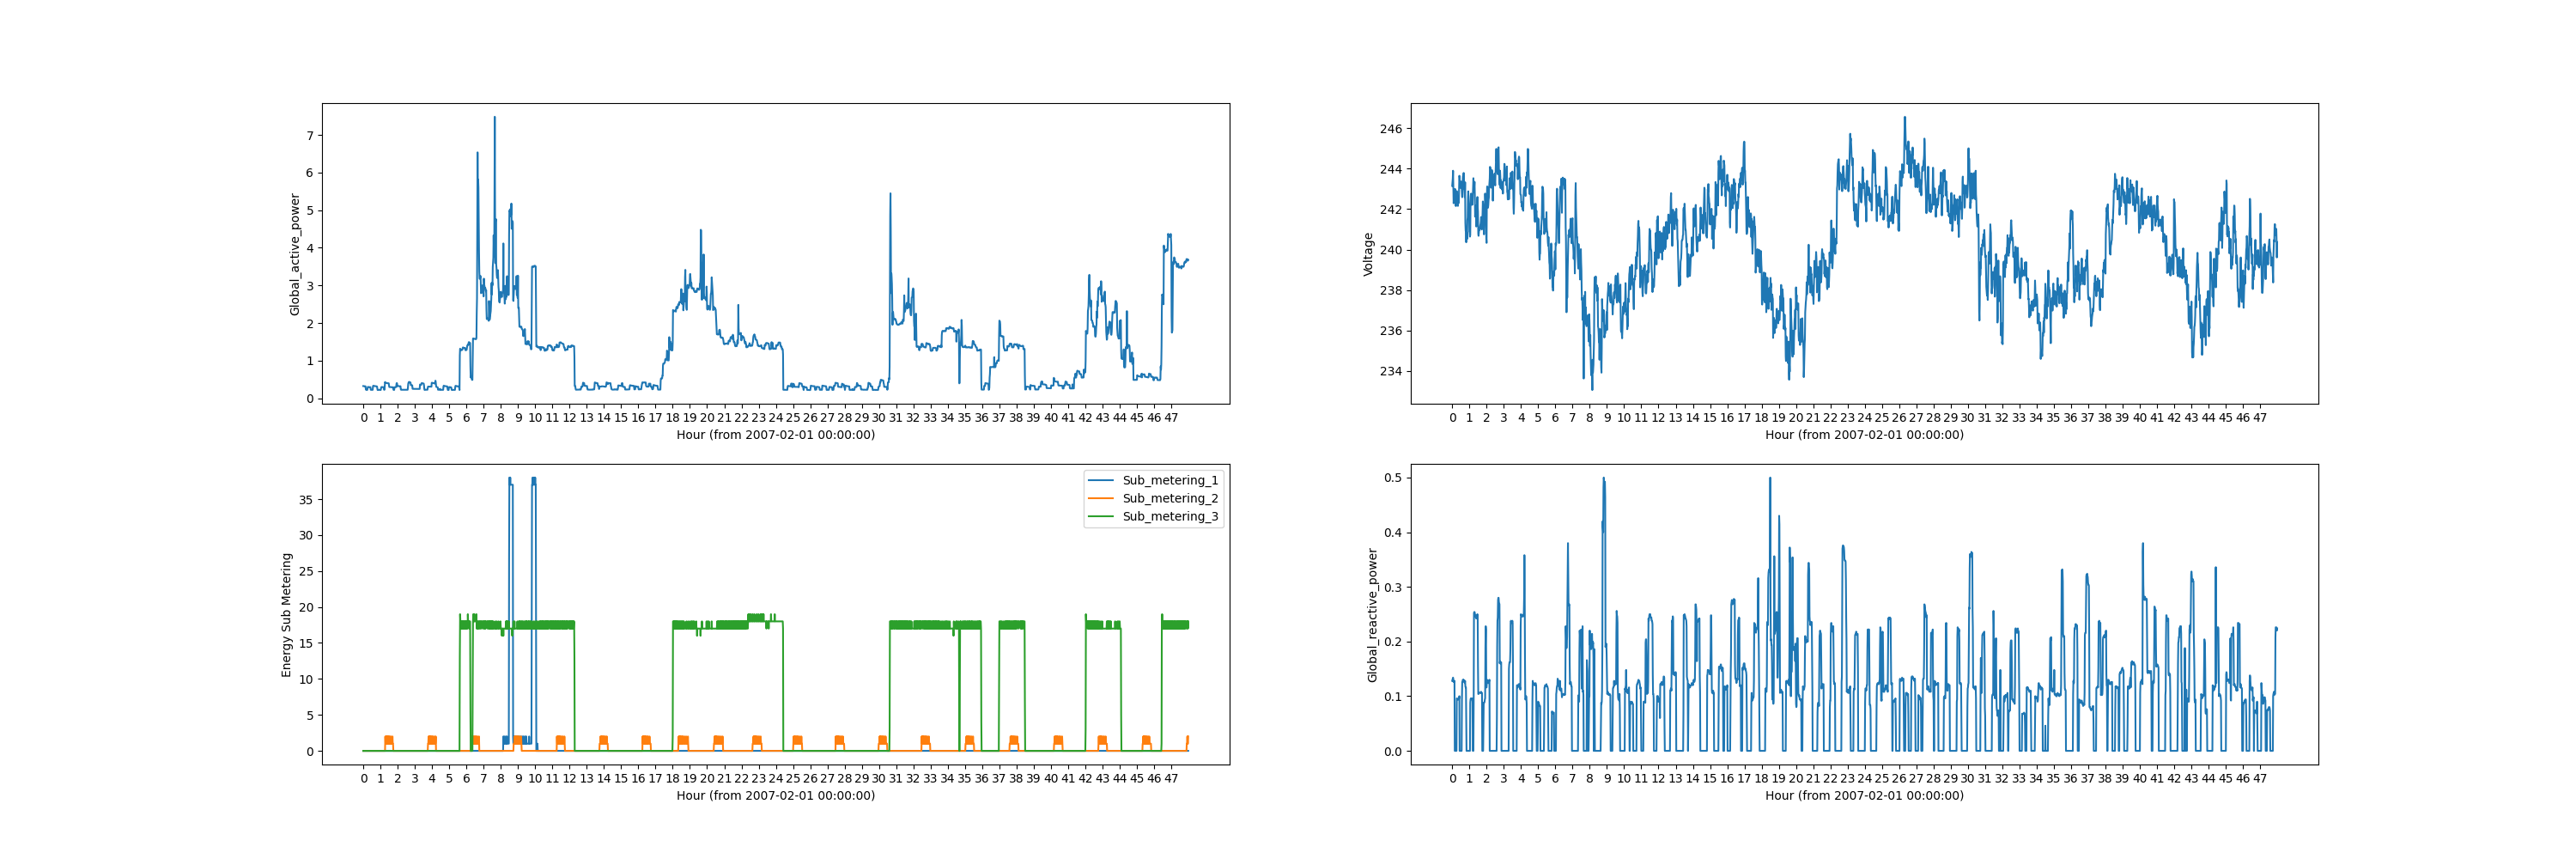 7
6
5
4
3
2
1
0
Global_active_power
0 1 2 3 4 5 6 7 8 9 10 11 12 13 14 15 16 17 18 19 20 21 22 23 24 25 26 27 28 29 30 31 32 33 34 35 36 37 38 39 40 41 42 43 44 45 46 47
Hour (from 2007-02-01 00:00:00)
246
244
242
240
238
236
234
Voltage
0 1 2 3 4 5 6 7 8 9 10 11 12 13 14 15 16 17 18 19 20 21 22 23 24 25 26 27 28 29 30 31 32 33 34 35 36 37 38 39 40 41 42 43 44 45 46 47
Hour (from 2007-02-01 00:00:00)
35
30
25
20
15
10
5
0
Energy Sub Metering
Sub_metering_1
Sub_metering_2
Sub_metering_3
0 1 2 3 4 5 6 7 8 9 10 11 12 13 14 15 16 17 18 19 20 21 22 23 24 25 26 27 28 29 30 31 32 33 34 35 36 37 38 39 40 41 42 43 44 45 46 47
Hour (from 2007-02-01 00:00:00)
0.5
0.4
0.3
0.2
0.1
0.0
Global_reactive_power
0 1 2 3 4 5 6 7 8 9 10 11 12 13 14 15 16 17 18 19 20 21 22 23 24 25 26 27 28 29 30 31 32 33 34 35 36 37 38 39 40 41 42 43 44 45 46 47
Hour (from 2007-02-01 00:00:00)